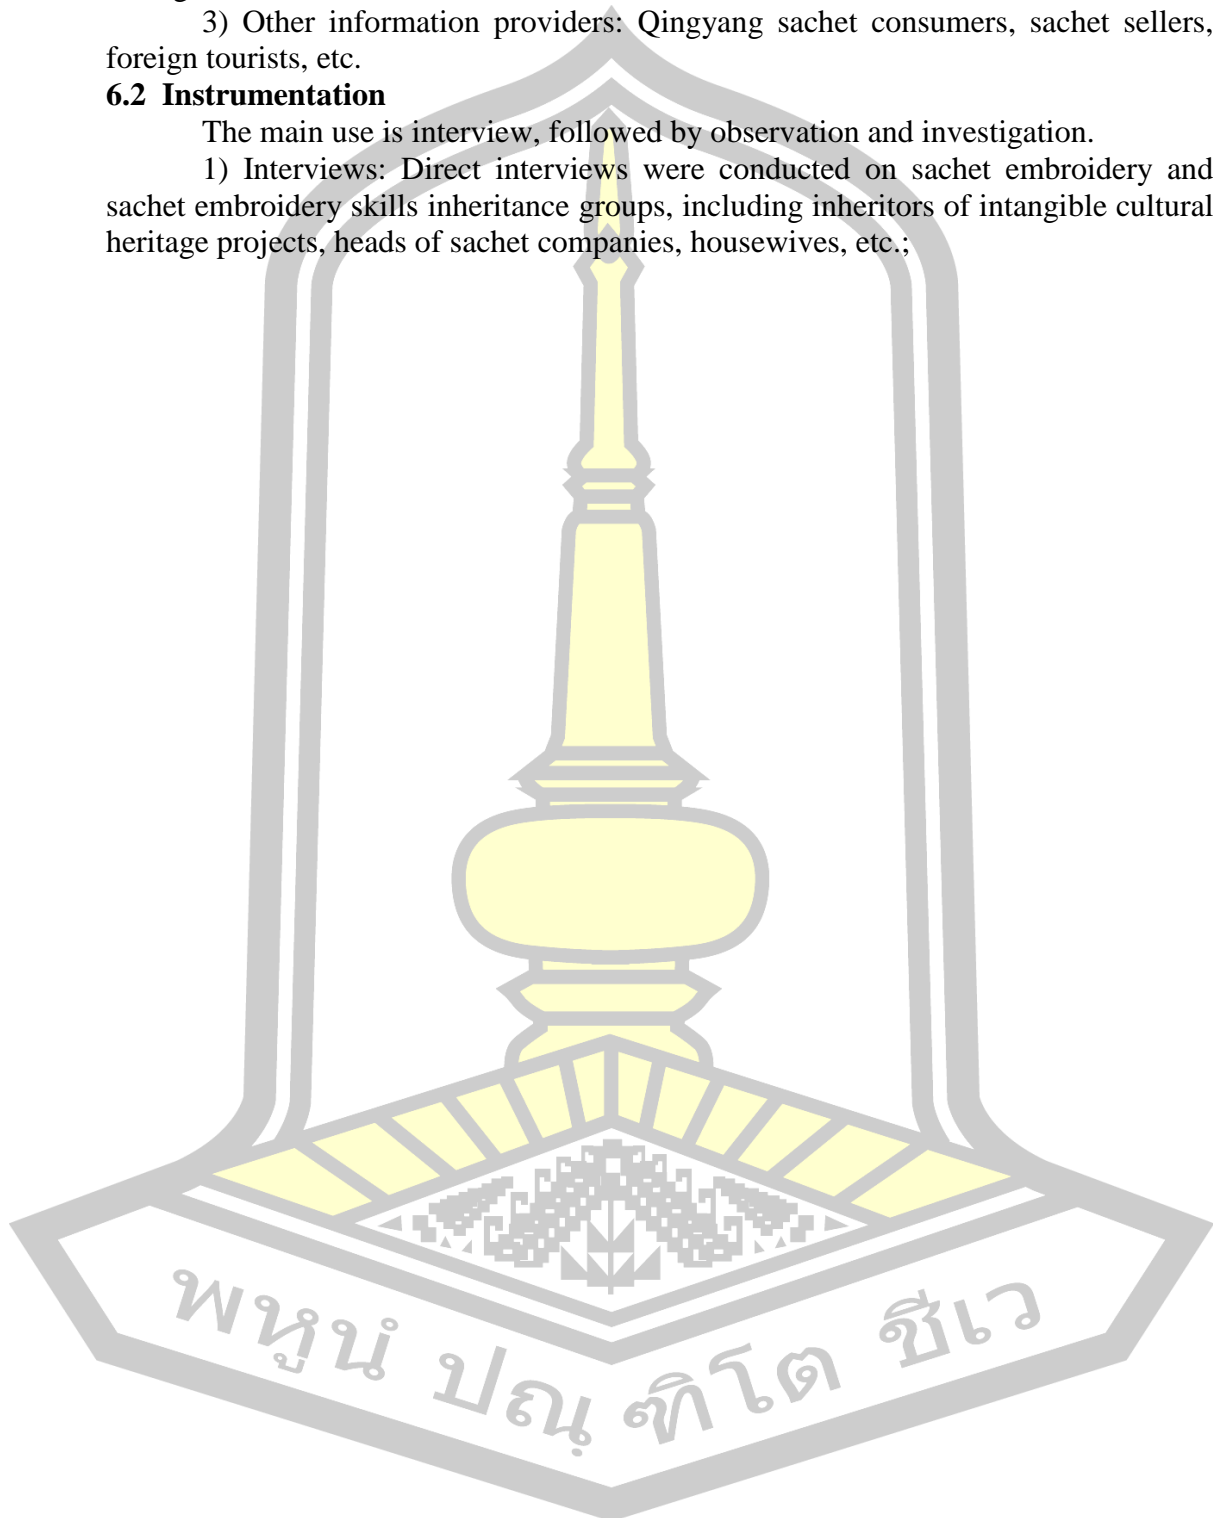 3) Other information providers: Qingyang sachet consumers, sachet sellers,
foreign tourists, etc.
6.2 Instrumentation
The main use is interview, followed by observation and investigation.
1) Interviews: Direct interviews were conducted on sachet embroidery and
sachet embroidery skills inheritance groups, including inheritors of intangible cultural
heritage projects, heads of sachet companies, housewives, etc.;
พหูนํ ปณฺฑิโต ชีเว